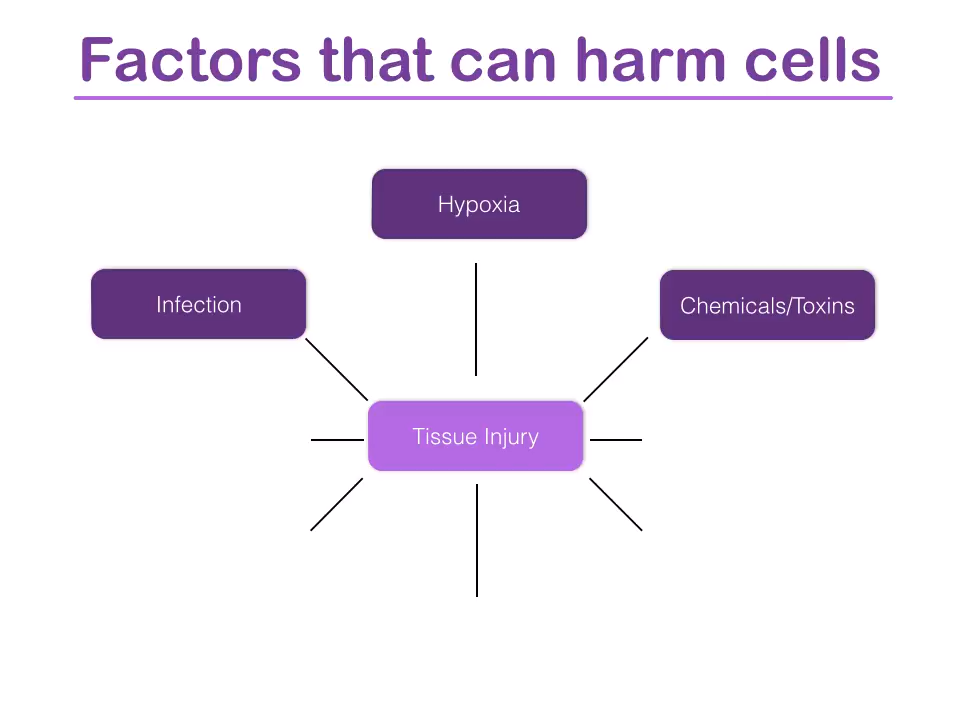 Factors that can harm cells
Hypoxia
Infection
Chemicals/Toxins
Tissue Injury